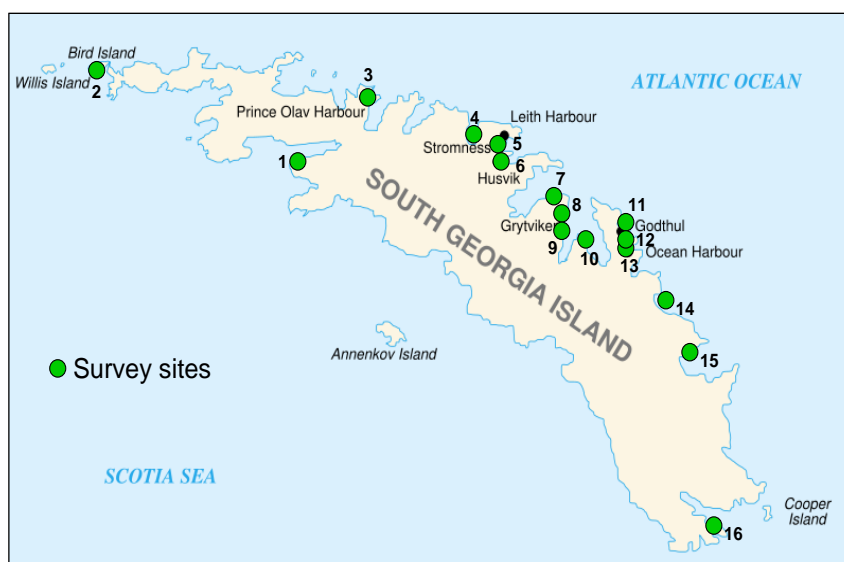 Bird Island
Willis Island
2
ATLANTIC OCEAN
3
Prince Olav Harbour
4
Leith Harbour
Stromness
5
1
6
Husvik
7
SOUTH GEORGIA ISLAND
8
11
Grytviken
Godthul
9
10
12
Ocean Harbour
13
14
Annenkov Island
15
Survey sites
SCOTIA SEA
Cooper
Island
16